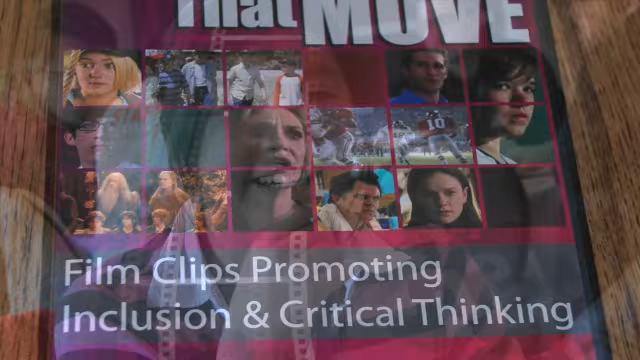 That MOVE
Film Clips Promoting
Inclusion & Critical Thinking